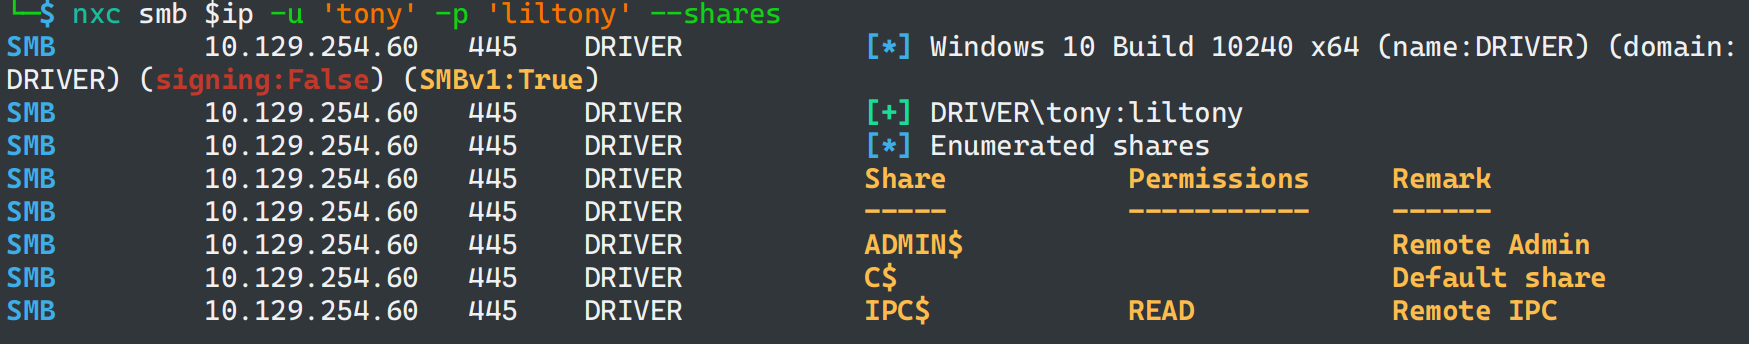 └─$ nxc smb $ip -u 'tony' -p 'liltony' --shares
SMB         10.129.254.60   445    DRIVER           [*] Windows 10 Build 10240 x64 (name:DRIVER) (domain:
DRIVER) (signing:False) (SMBv1:True)
SMB         10.129.254.60   445    DRIVER           [+] DRIVER\tony:liltony
SMB         10.129.254.60   445    DRIVER           [*] Enumerated shares
SMB         10.129.254.60   445    DRIVER           Share           Permissions     Remark
SMB         10.129.254.60   445    DRIVER           -----           -----------     ------
SMB         10.129.254.60   445    DRIVER           ADMIN$                          Remote Admin
SMB         10.129.254.60   445    DRIVER           C$                              Default share
SMB         10.129.254.60   445    DRIVER           IPC$            READ            Remote IPC